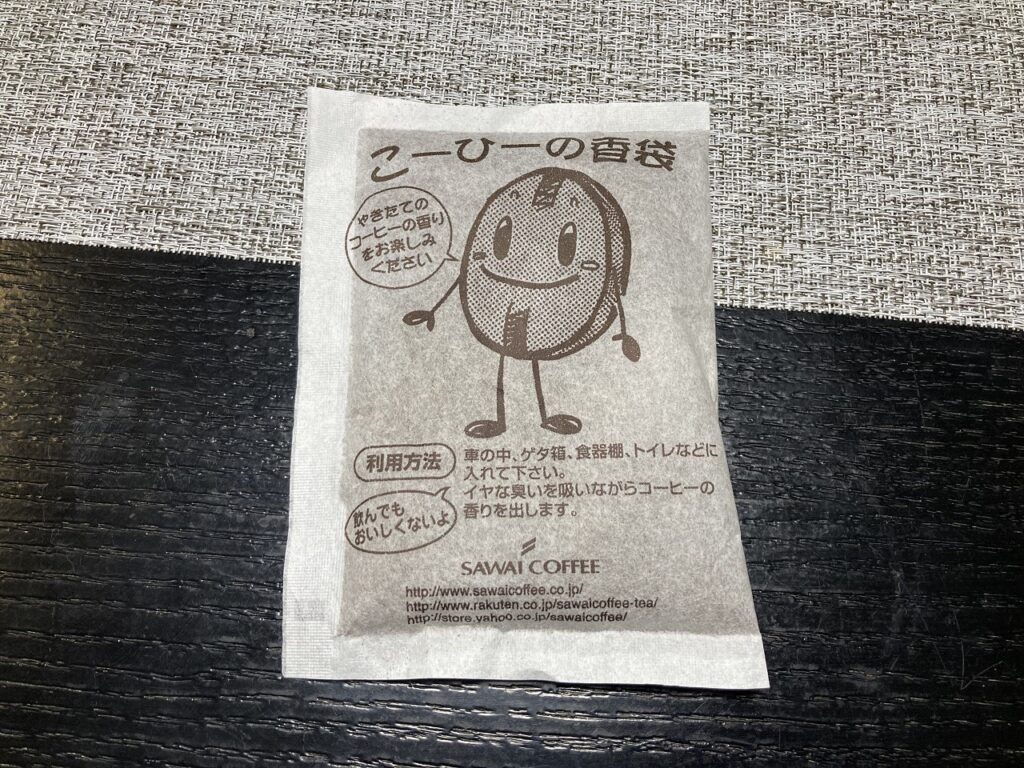 こーひーの香袋
やきたての
コーヒーの香り
をお楽しみ
ください
利用方法
車の中、ゲタ箱、食器棚、トイレなどに
入れて下さい。
イヤな臭いを吸いながらコーヒーの
香りを出します。
飲んでも
おいしくないよ
SAWAI COFFEE
http://www.sawaicoffee.co.jp/
http://www.rakuten.co.jp/sawaicoffee-tea/
http://store.yahoo.co.jp/sawaicoffee/